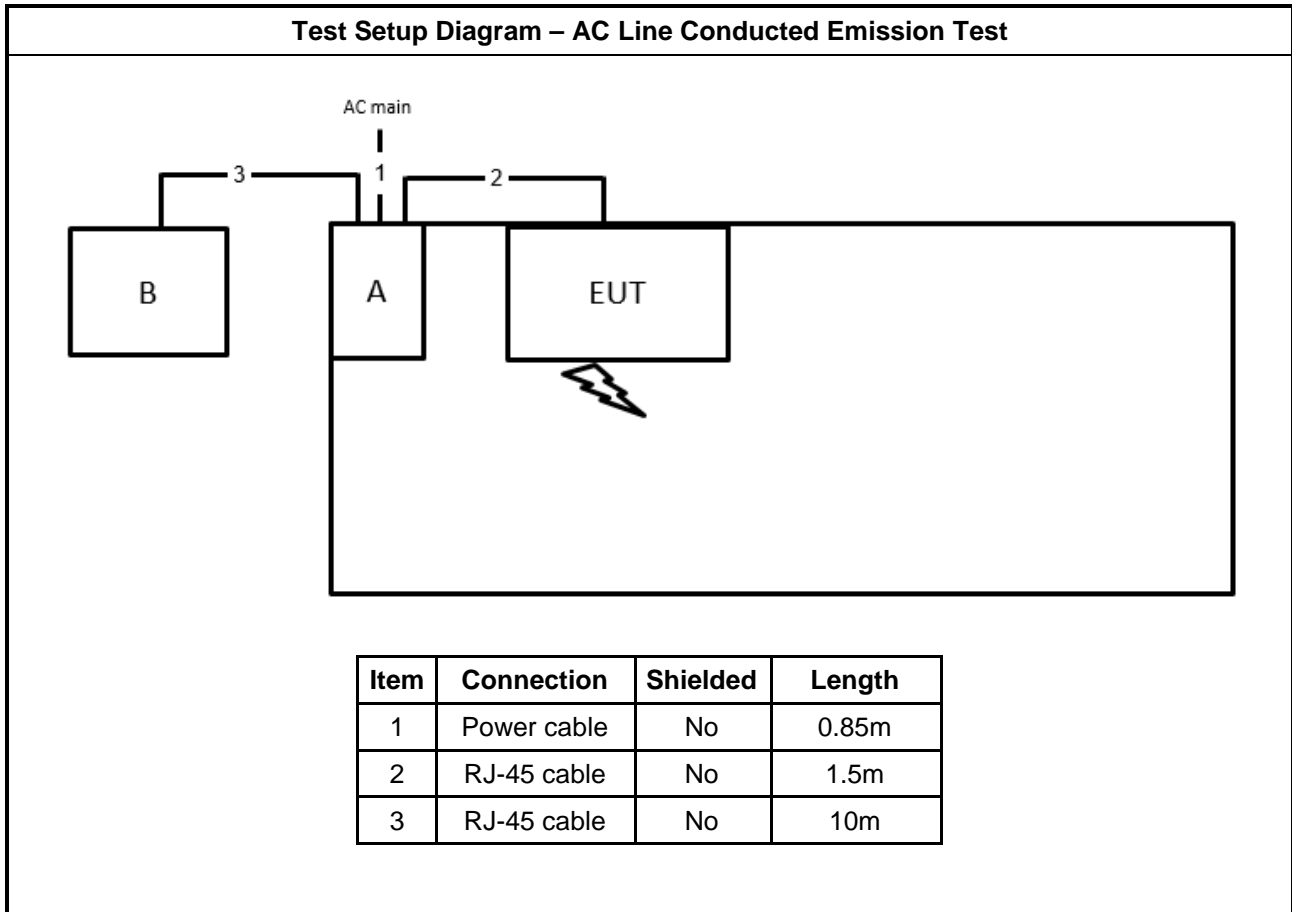 Test Setup Diagram – AC Line Conducted Emission Test
AC main
3
1
2
B
A
EUT
Item Connection Shielded Length
1 Power cable No 0.85m
2 RJ-45 cable No 1.5m
3 RJ-45 cable No 10m